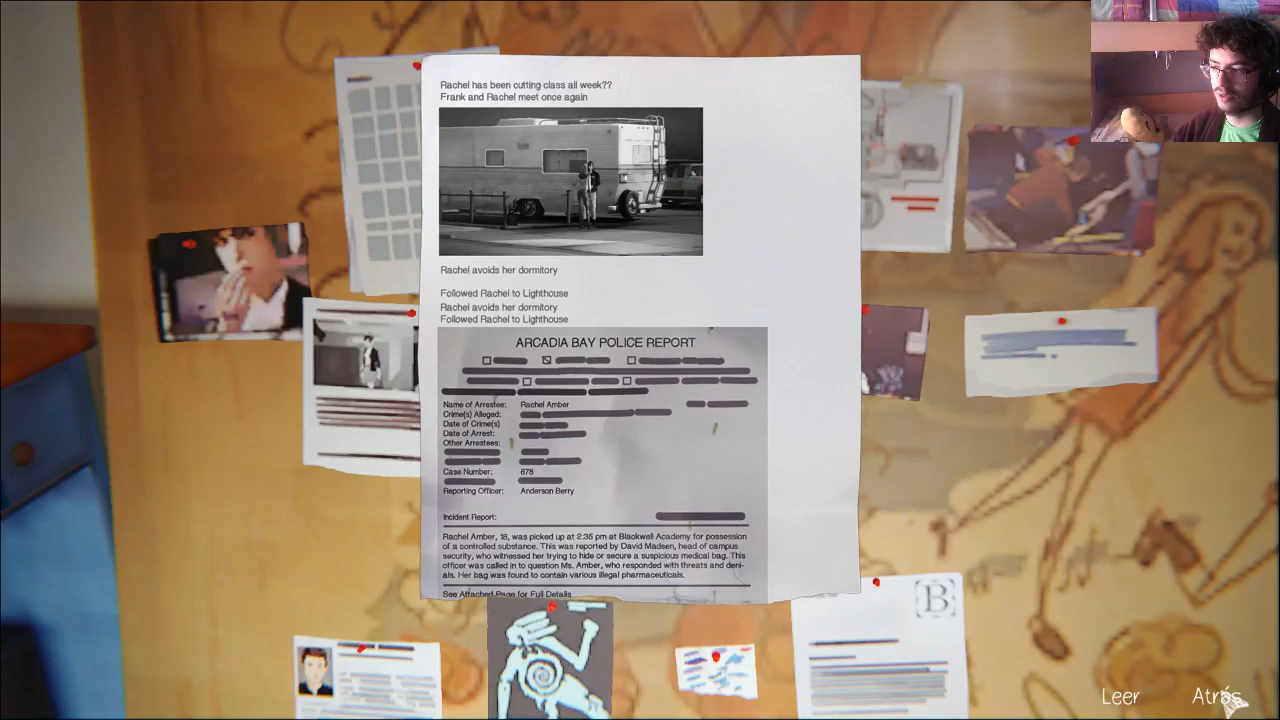 Rachel has been cutting class all week??
Frank and Rachel meet once again
Rachel avoids her dormitory
Followed Rachel to Lighthouse
Rachel avoids her dormitory
Followed Rachel to Lighthouse
ARCADIA BAY POLICE REPORT
Name of Arrestee: Rachel Amber
Crime(s) Alleged:
Date of Crime(s)
Date of Arrest:
Other Arrestees:
Case Number: 678
Reporting Officer: Anderson Berry
Incident Report:
Rachel Amber, 18, was picked up at 2:35 pm at Blackwell Academy for possession
of a controlled substance. This was reported by David Madsen, head of campus
security, who witnessed her trying to hide or secure a suspicious medical bag. This
officer was called in to question Ms. Amber, who responded with threats and deni-
als. Her bag was found to contain various illegal pharmaceuticals.
See Attached Page for Full Details
B
Leer Atrás